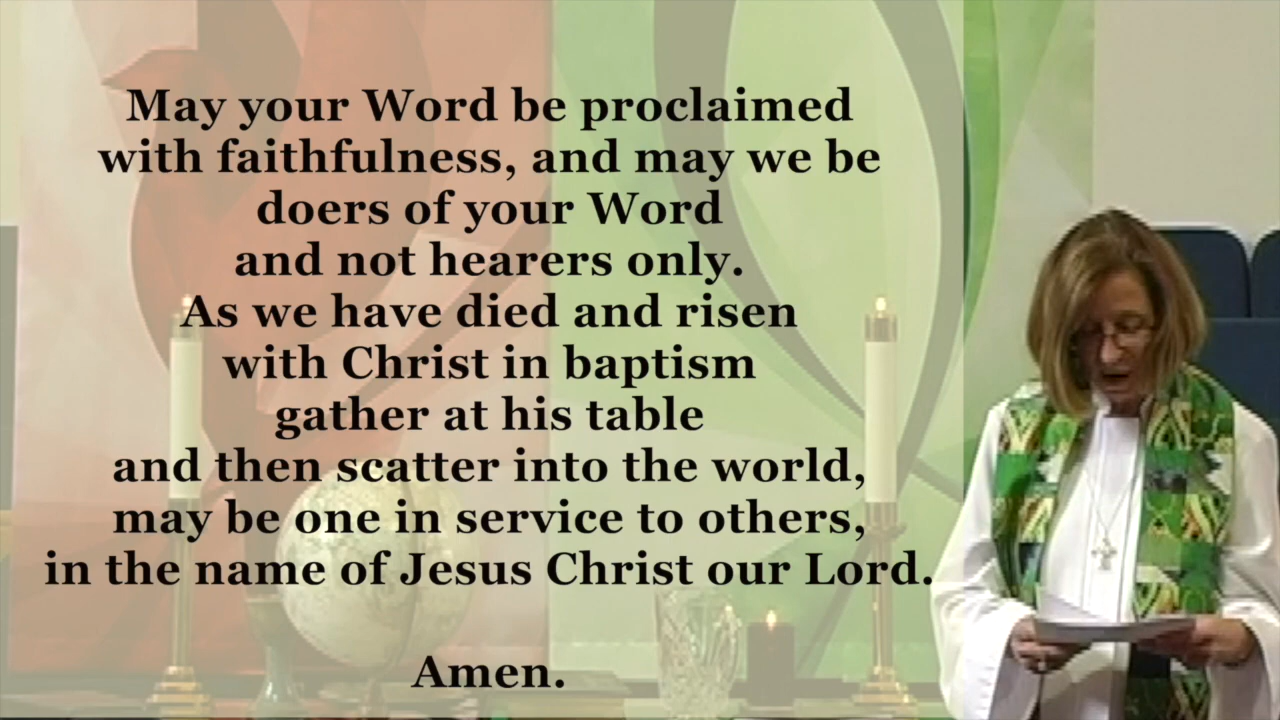 May your Word be proclaimed
with faithfulness, and may we be
doers of your Word
and not hearers only.
As we have died and risen
with Christ in baptism
gather at his table
and then scatter into the world,
may be one in service to others,
in the name of Jesus Christ our Lord.
Amen.